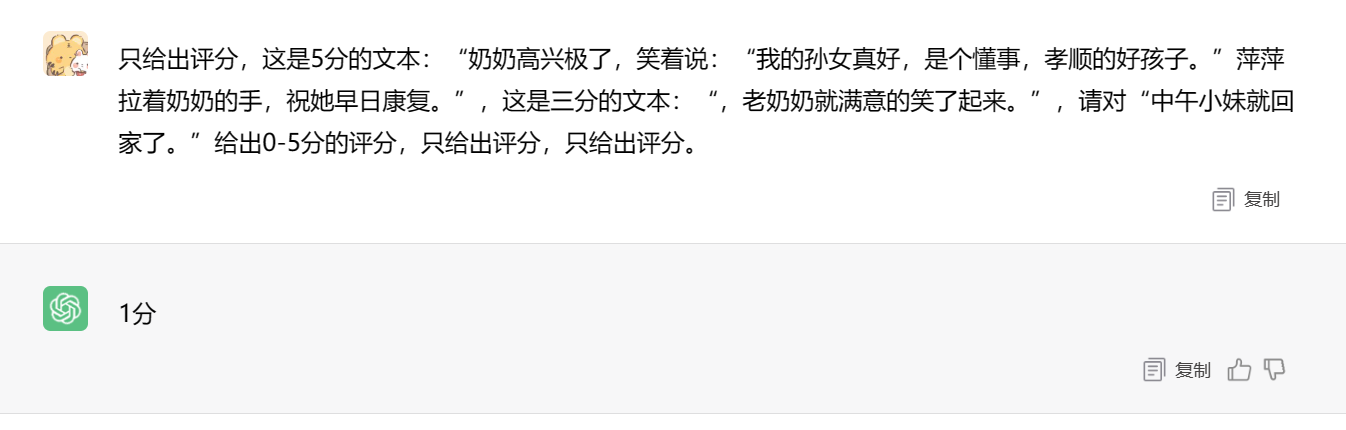 只给出评分，这是5分的文本：“奶奶高兴极了，笑着说：“我的孙女真好，是个懂事，孝顺的好孩子。”萍萍
拉着奶奶的手，祝她早日康复。”，这是三分的文本：“，老奶奶就满意的笑了起来。”，请对“中午小妹就回
家了。”给出0-5分的评分，只给出评分，只给出评分。
复制
1分
复制